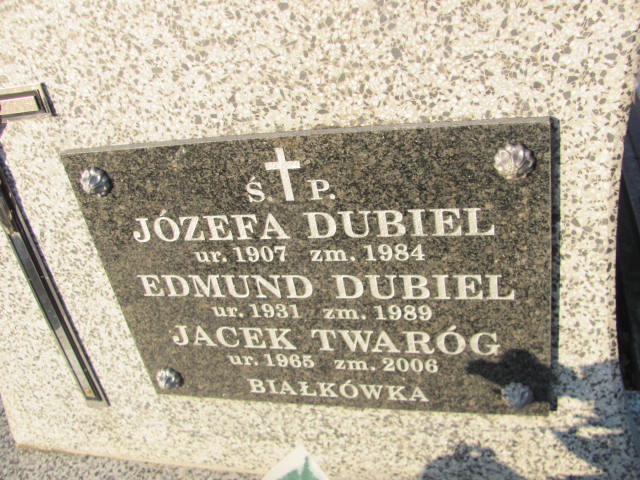 Ś. P.
JÓZEFA DUBIEL
ur. 1907 zm. 1984
EDMUND DUBIEL
ur. 1931 zm. 1989
JACEK TWARÓG
ur. 1965 zm. 2006
BIAŁKÓWKA